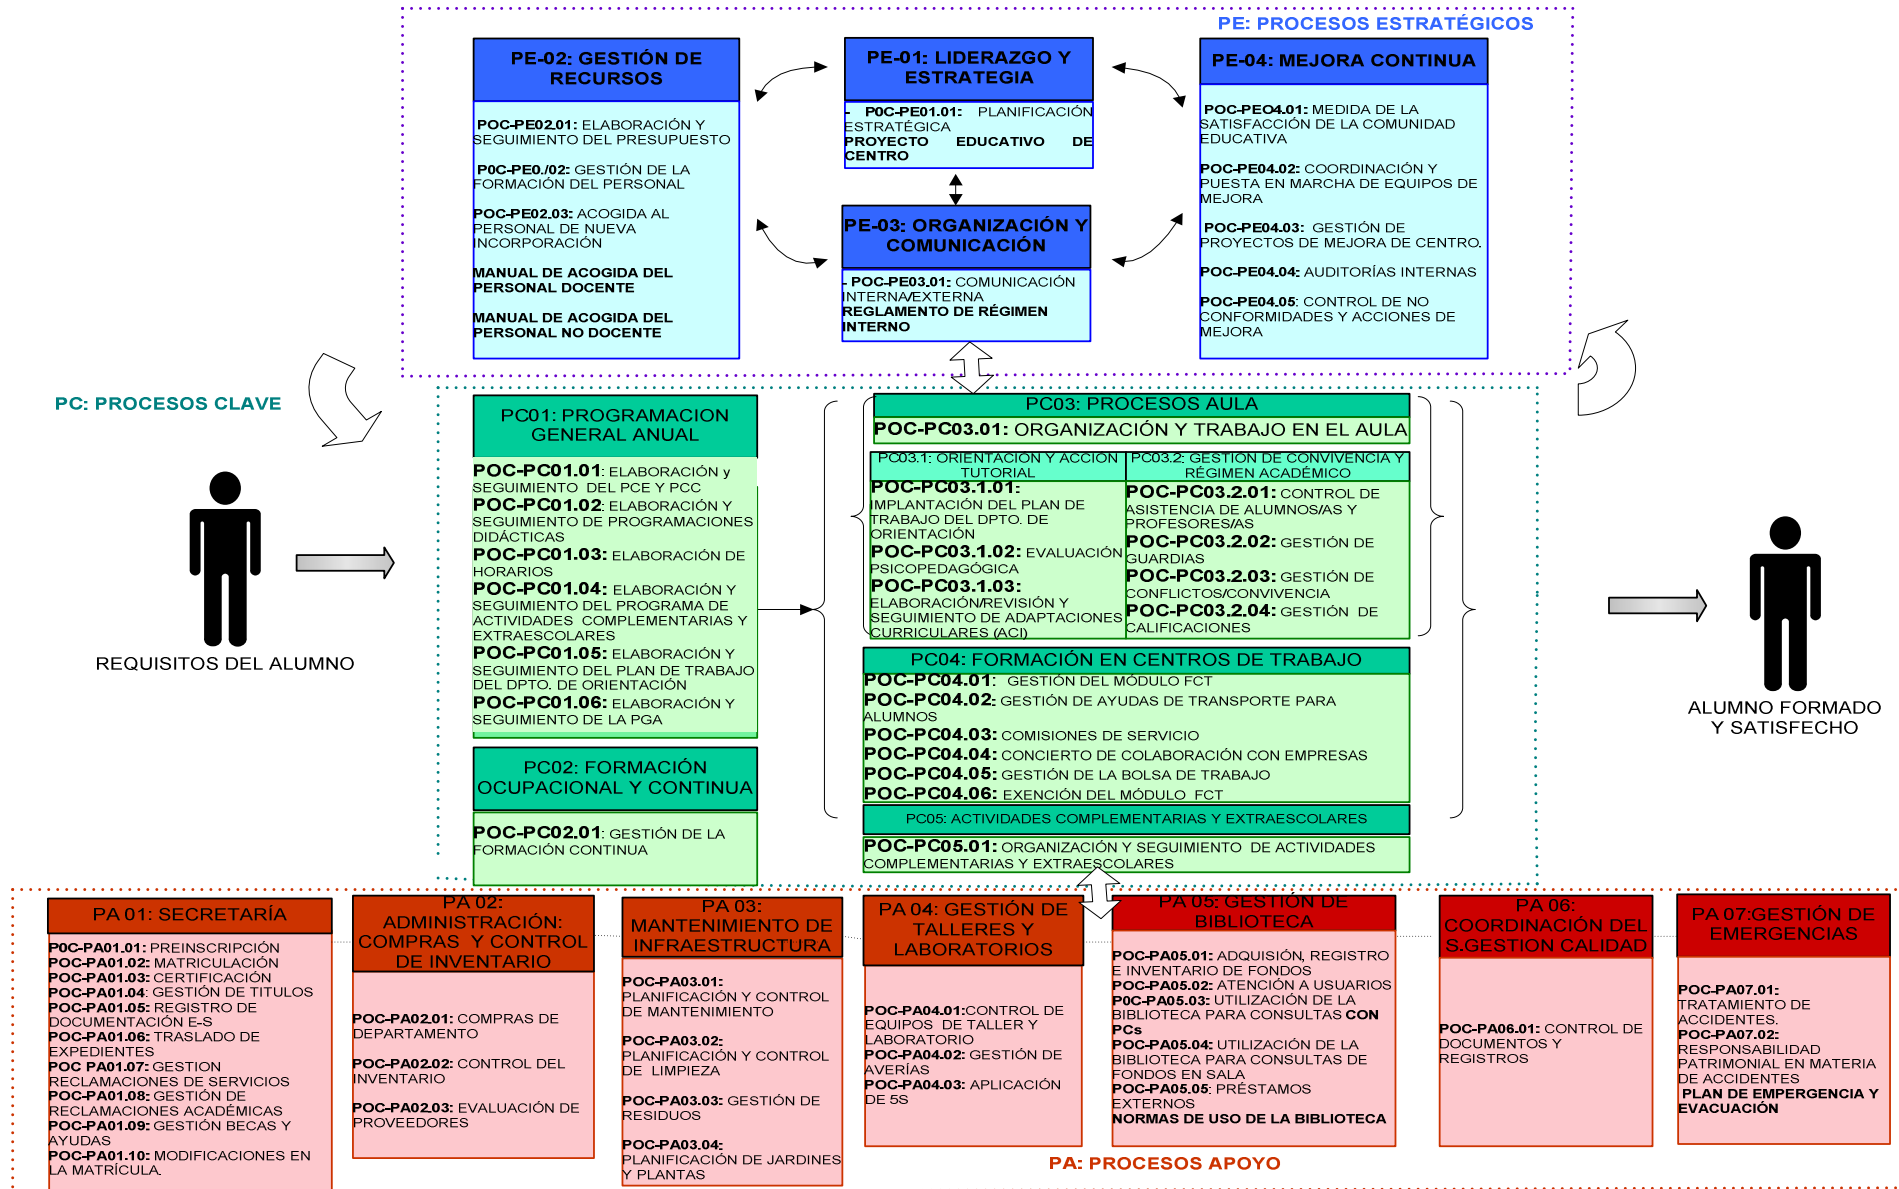 PE: PROCESOS ESTRATÉGICOS
PE-02: GESTIÓN DE
RECURSOS
POC-PE02.01: ELABORACIÓN Y
SEGUIMIENTO DEL PRESUPUESTO
P0C-PE0./02: GESTIÓN DE LA
FORMACIÓN DEL PERSONAL
POC-PE02.03: ACOGIDA AL
PERSONAL DE NUEVA
INCORPORACIÓN
MANUAL DE ACOGIDA DEL
PERSONAL DOCENTE
MANUAL DE ACOGIDA DEL
PERSONAL NO DOCENTE
PE-01: LIDERAZGO Y
ESTRATEGIA
- P0C-PE01.01: PLANIFICACIÓN
ESTRATÉGICA
PROYECTO EDUCATIVO DE
CENTRO
PE-03: ORGANIZACIÓN Y
COMUNICACIÓN
- POC-PE03.01: COMUNICACIÓN
INTERNA/EXTERNA
REGLAMENTO DE RÉGIMEN
INTERNO
PE-04: MEJORA CONTINUA
POC-PEO4.01: MEDIDA DE LA
SATISFACCIÓN DE LA COMUNIDAD
EDUCATIVA
POC-PE04.02: COORDINACIÓN Y
PUESTA EN MARCHA DE EQUIPOS DE
MEJORA
POC-PE04.03: GESTIÓN DE
PROYECTOS DE MEJORA DE CENTRO.
POC-PE04.04: AUDITORÍAS INTERNAS
POC-PE04.05: CONTROL DE NO
CONFORMIDADES Y ACCIONES DE
MEJORA
PC: PROCESOS CLAVE
REQUISITOS DEL ALUMNO
PC01: PROGRAMACION
GENERAL ANUAL
POC-PC01.01: ELABORACIÓN y
SEGUIMIENTO DEL PCE Y PCC
POC-PC01.02: ELABORACIÓN Y
SEGUIMIENTO DE PROGRAMACIONES
DIDÁCTICAS
POC-PC01.03: ELABORACIÓN DE
HORARIOS
POC-PC01.04: ELABORACIÓN Y
SEGUIMIENTO DEL PROGRAMA DE
ACTIVIDADES COMPLEMENTARIAS Y
EXTRAESCOLARES
POC-PC01.05: ELABORACIÓN Y
SEGUIMIENTO DEL PLAN DE TRABAJO
DEL DPTO. DE ORIENTACIÓN
POC-PC01.06: ELABORACIÓN Y
SEGUIMIENTO DE LA PGA
PC02: FORMACIÓN
OCUPACIONAL Y CONTINUA
POC-PC02.01: GESTIÓN DE LA
FORMACIÓN CONTINUA
PC03: PROCESOS AULA
POC-PC03.01: ORGANIZACIÓN Y TRABAJO EN EL AULA
PC03.1: ORIENTACION Y ACCION
TUTORIAL
POC-PC03.1.01:
IMPLANTACIÓN DEL PLAN DE
TRABAJO DEL DPTO. DE
ORIENTACIÓN
POC-PC03.1.02: EVALUACIÓN
PSICOPEDAGÓGICA
POC-PC03.1.03:
ELABORACIÓN/REVISIÓN Y
SEGUIMIENTO DE ADAPTACIONES
CURRICULARES (ACI)
PC03.2: GESTION DE CONVIVENCIA Y
RÉGIMEN ACADÉMICO
POC-PC03.2.01: CONTROL DE
ASISTENCIA DE ALUMNOS/AS Y
PROFESORES/AS
POC-PC03.2.02: GESTIÓN DE
GUARDIAS
POC-PC03.2.03: GESTIÓN DE
CONFLICTOS/CONVIVENCIA
POC-PC03.2.04: GESTIÓN DE
CALIFICACIONES
PC04: FORMACIÓN EN CENTROS DE TRABAJO
POC-PC04.01: GESTIÓN DEL MÓDULO FCT
POC-PC04.02: GESTIÓN DE AYUDAS DE TRANSPORTE PARA
ALUMNOS
POC-PC04.03: COMISIONES DE SERVICIO
POC-PC04.04: CONCIERTO DE COLABORACIÓN CON EMPRESAS
POC-PC04.05: GESTIÓN DE LA BOLSA DE TRABAJO
POC-PC04.06: EXENCIÓN DEL MÓDULO FCT
PC05: ACTIVIDADES COMPLEMENTARIAS Y EXTRAESCOLARES
POC-PC05.01: ORGANIZACIÓN Y SEGUIMIENTO DE ACTIVIDADES
COMPLEMENTARIAS Y EXTRAESCOLARES
ALUMNO FORMADO
Y SATISFECHO
PA 01: SECRETARÍA
P0C-PA01.01: PREINSCRIPCIÓN
POC-PA01.02: MATRICULACIÓN
POC-PA01.03: CERTIFICACIÓN
POC-PA01.04: GESTIÓN DE TITULOS
POC-PA01.05: REGISTRO DE
DOCUMENTACIÓN E-S
POC-PA01.06: TRASLADO DE
EXPEDIENTES
POC PA01.07: GESTION
RECLAMACIONES DE SERVICIOS
POC-PA01.08: GESTIÓN DE
RECLAMACIONES ACADÉMICAS
POC-PA01.09: GESTIÓN BECAS Y
AYUDAS
POC-PA01.10: MODIFICACIONES EN
LA MATRÍCULA.
PA 02:
ADMINISTRACIÓN:
COMPRAS Y CONTROL
DE INVENTARIO
POC-PA02.01: COMPRAS DE
DEPARTAMENTO
POC-PA02.02: CONTROL DEL
INVENTARIO
POC-PA02.03: EVALUACIÓN DE
PROVEEDORES
PA 03:
MANTENIMIENTO DE
INFRAESTRUCTURA
POC-PA03.01:
PLANIFICACIÓN Y CONTROL
DE MANTENIMIENTO
POC-PA03.02:
PLANIFICACIÓN Y CONTROL
DE LIMPIEZA
POC-PA03.03: GESTIÓN DE
RESIDUOS
POC-PA03.04:
PLANIFICACIÓN DE JARDINES
Y PLANTAS
PA 04: GESTIÓN DE
TALLERES Y
LABORATORIOS
POC-PA04.01:CONTROL DE
EQUIPOS DE TALLER Y
LABORATORIO
POC-PA04.02: GESTIÓN DE
AVERÍAS
POC-PA04.03: APLICACIÓN
DE 5S
PA 05: GESTIÓN DE
BIBLIOTECA
POC-PA05.01: ADQUISIÓN, REGISTRO
E INVENTARIO DE FONDOS
POC-PA05.02: ATENCIÓN A USUARIOS
P0C-PA05.03: UTILIZACIÓN DE LA
BIBLIOTECA PARA CONSULTAS CON
PCs
POC-PA05.04: UTILIZACIÓN DE LA
BIBLIOTECA PARA CONSULTAS DE
FONDOS EN SALA
POC-PA05.05: PRÉSTAMOS
EXTERNOS
NORMAS DE USO DE LA BIBLIOTECA
PA 06:
COORDINACIÓN DEL
S.GESTION CALIDAD
POC-PA06.01: CONTROL DE
DOCUMENTOS Y
REGISTROS
PA 07:GESTIÓN DE
EMERGENCIAS
POC-PA07.01:
TRATAMIENTO DE
ACCIDENTES.
POC-PA07.02:
RESPONSABILIDAD
PATRIMONIAL EN MATERIA
DE ACCIDENTES
PLAN DE EMPERGENCIA Y
EVACUACIÓN
PA: PROCESOS APOYO